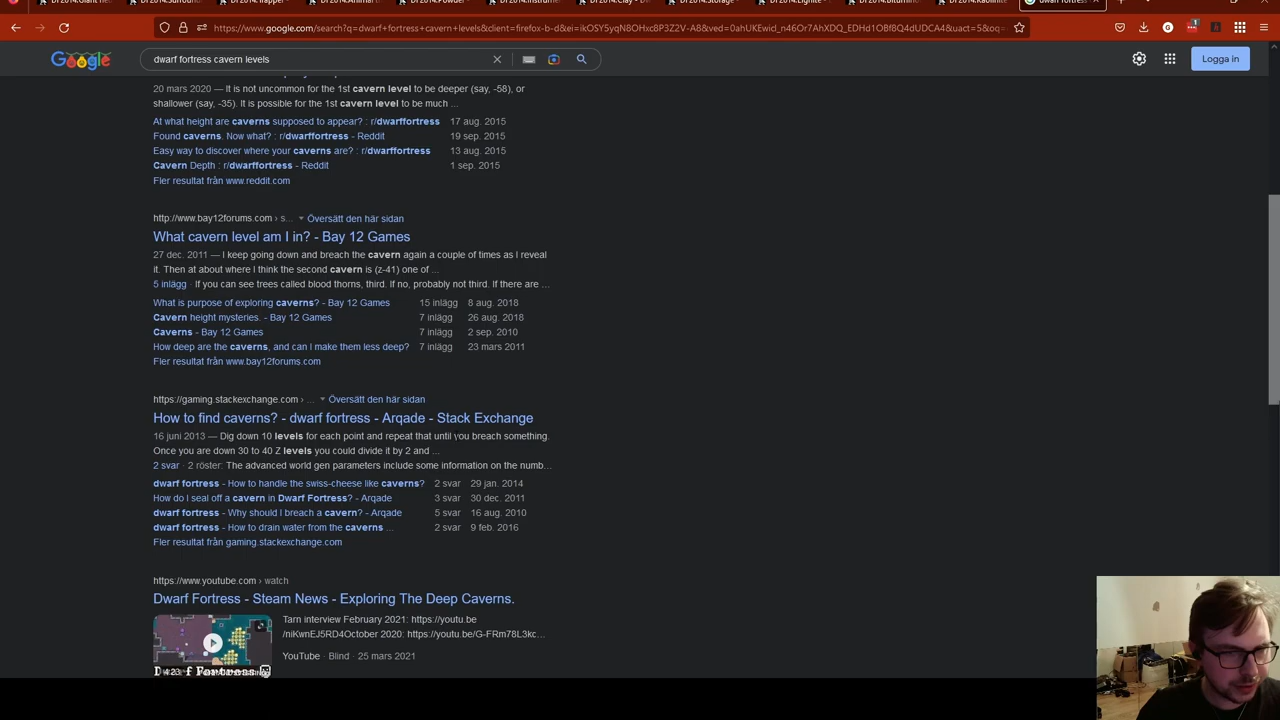 https://www.google.com/search?q=dwarf+fortress+cavern+levels&client=firefox-b-d&ei=
Google
dwarf fortress cavern levels
Logga in
20 mars 2020 — It is not uncommon for the 1st cavern level to be deeper (say, -58), or
shallower (say, -35). It is possible for the 1st cavern level to be much ...
At what height are caverns supposed to appear? : r/dwarffortress 17 aug. 2015
Found caverns. Now what? : r/dwarffortress - Reddit 19 sep. 2015
Easy way to discover where your caverns are? : r/dwarffortress 13 aug. 2015
Cavern Depth : r/dwarffortress - Reddit 1 sep. 2015
Fler resultat från www.reddit.com
http://www.bay12forums.com › s... Översätt den här sidan
What cavern level am I in? - Bay 12 Games
27 dec. 2011 — I keep going down and breach the cavern again a couple of times as I reveal
it. Then at about where I think the second cavern is (z-41) one of ...
5 inlägg · If you can see trees called blood thorns, third. If no, probably not third. If there are ...
What is purpose of exploring caverns? - Bay 12 Games 15 inlägg 8 aug. 2018
Cavern height mysteries. - Bay 12 Games 7 inlägg 26 aug. 2018
Caverns - Bay 12 Games 7 inlägg 2 sep. 2010
How deep are the caverns, and can I make them less deep? 7 inlägg 23 mars 2011
Fler resultat från www.bay12forums.com
https://gaming.stackexchange.com › ... Översätt den här sidan
How to find caverns? - dwarf fortress - Arqade - Stack Exchange
16 juni 2013 — Dig down 10 levels for each point and repeat that until you breach something.
Once you are down 30 to 40 Z levels you could divide it by 2 and ...
2 svar · 2 röster: The advanced world gen parameters include some information on the numb...
dwarf fortress - How to handle the swiss-cheese like caverns? 2 svar 29 jan. 2014
How do I seal off a cavern in Dwarf Fortress? - Arqade 3 svar 30 dec. 2011
dwarf fortress - Why should I breach a cavern? - Arqade 5 svar 16 aug. 2010
dwarf fortress - How to drain water from the caverns ... 2 svar 9 feb. 2016
Fler resultat från gaming.stackexchange.com
https://www.youtube.com › watch
Dwarf Fortress - Steam News - Exploring The Deep Caverns.
Tarn interview February 2021: https://youtu.be
/niKwnEJ5RD4October 2020: https://youtu.be/G-FRm78L3kc...
YouTube · Blind · 25 mars 2021